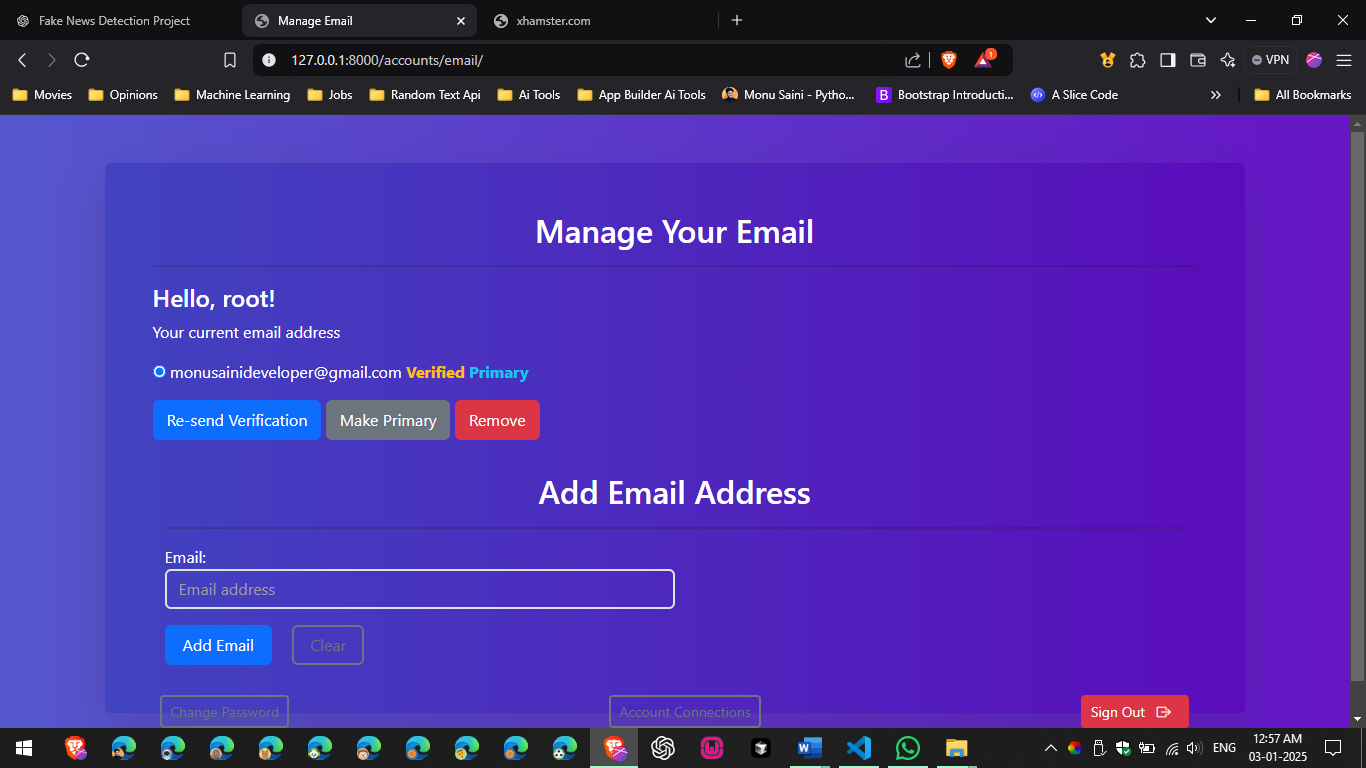 Fake News Detection Project
Manage Email
xhamster.com
127.0.0.1:8000/accounts/email/
1
VPN
Movies
Opinions
Machine Learning
Jobs
Random Text Api
Ai Tools
App Builder Ai Tools
Monu Saini - Pytho...
B
Bootstrap Introducti...
A Slice Code
All Bookmarks
Manage Your Email
Hello, root!
Your current email address
monusainideveloper@gmail.com Verified Primary
Re-send Verification
Make Primary
Remove
Add Email Address
Email:
Email address
Add Email
Clear
Change Password
Account Connections
Sign Out
ENG
12:57 AM
03-01-2025